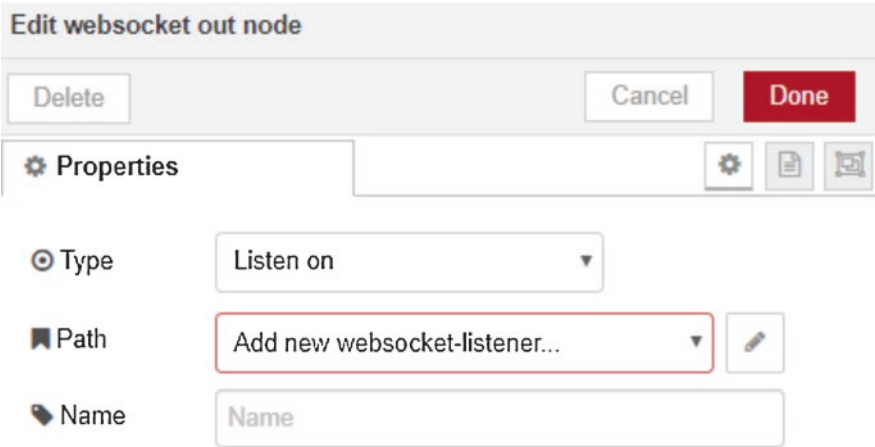 Edit websocket out node
Delete Cancel Done
Properties
Type Listen on
Path Add new websocket-listener...
Name Name